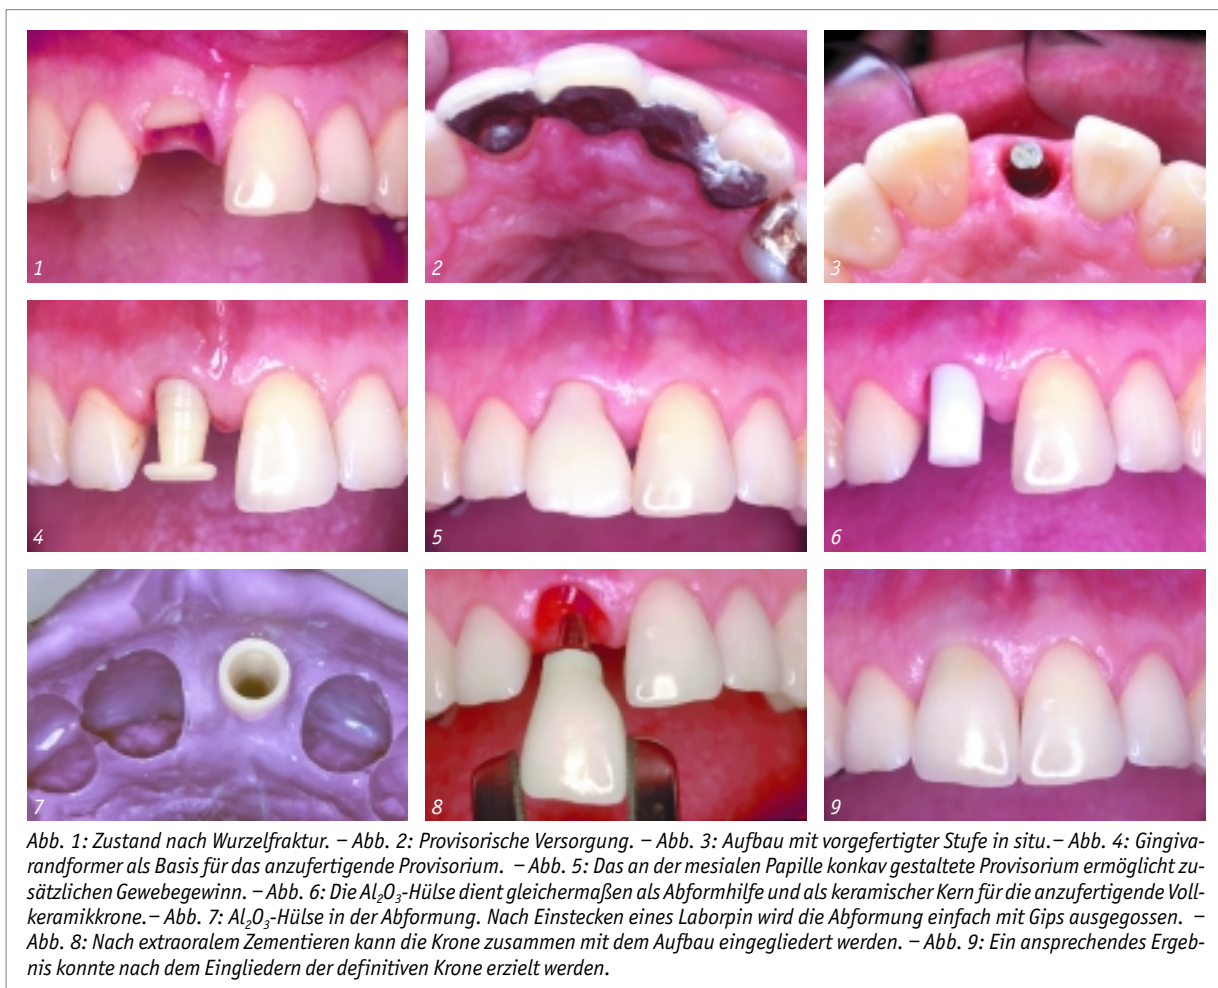 1
2
3
4
5
6
7
8
9
Abb. 1: Zustand nach Wurzelfraktur. – Abb. 2: Provisorische Versorgung. – Abb. 3: Aufbau mit vorgefertigter Stufe in situ.– Abb. 4: Gingiva-
randformer als Basis für das anzufertigende Provisorium. – Abb. 5: Das an der mesialen Papille konkav gestaltete Provisorium ermöglicht zu-
sätzlichen Gewebegewinn. – Abb. 6: Die Al₂O₃-Hülse dient gleichermaßen als Abformhilfe und als keramischer Kern für die anzufertigende Voll-
keramikkrone.– Abb. 7: Al₂O₃-Hülse in der Abformung. Nach Einstecken eines Laborpin wird die Abformung einfach mit Gips ausgegossen. –
Abb. 8: Nach extraoralem Zementieren kann die Krone zusammen mit dem Aufbau eingegliedert werden. – Abb. 9: Ein ansprechendes Ergeb-
nis konnte nach dem Eingliedern der definitiven Krone erzielt werden.